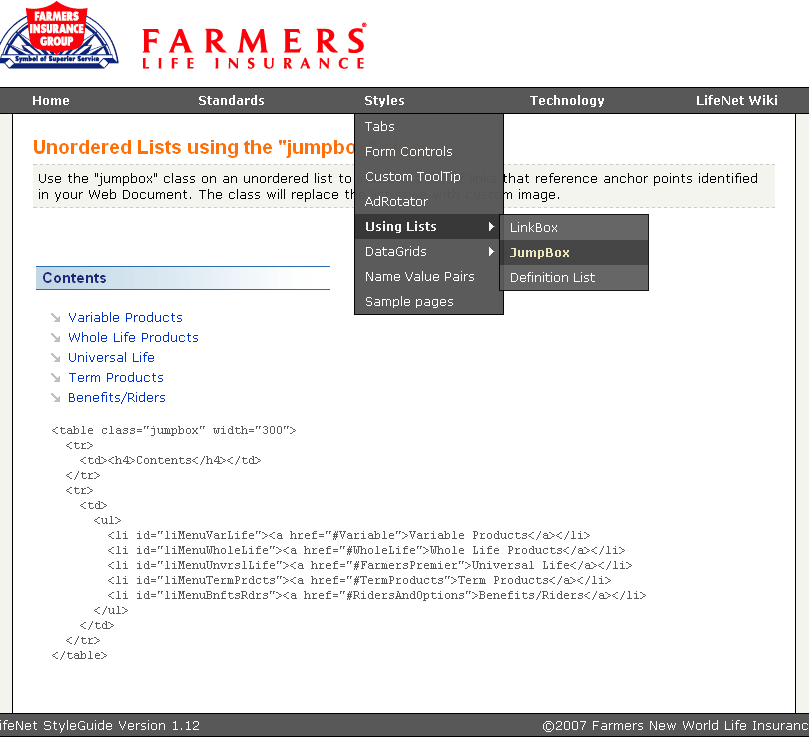 FARMERS
INSURANCE
GROUP
Symbol of Superior Service
FARMERS®
LIFE INSURANCE
Home Standards Styles Technology LifeNet Wiki
Unordered Lists using the "jumpbo
Use the "jumpbox" class on an unordered list to that reference anchor points identified
in your Web Document. The class will replace custom image.
Tabs
Form Controls
Custom ToolTip
AdRotator
Using Lists
DataGrids
Name Value Pairs
Sample pages
LinkBox
JumpBox
Definition List
Contents
Variable Products
Whole Life Products
Universal Life
Term Products
Benefits/Riders
<table class="jumpbox" width="300">
<tr>
<td><h4>Contents</h4></td>
</tr>
<tr>
<td>
<ul>
<li id="liMenuVarLife"><a href="#Variable">Variable Products</a></li>
<li id="liMenuWholeLife"><a href="#WholeLife">Whole Life Products</a></li>
<li id="liMenuUnvrslLife"><a href="#FarmersPremier">Universal Life</a></li>
<li id="liMenuTermPrdcts"><a href="#TermProducts">Term Products</a></li>
<li id="liMenuBnftsRdrs"><a href="#RidersAndOptions">Benefits/Riders</a></li>
</ul>
</td>
</tr>
</table>
ifeNet StyleGuide Version 1.12 ©2007 Farmers New World Life Insuranc